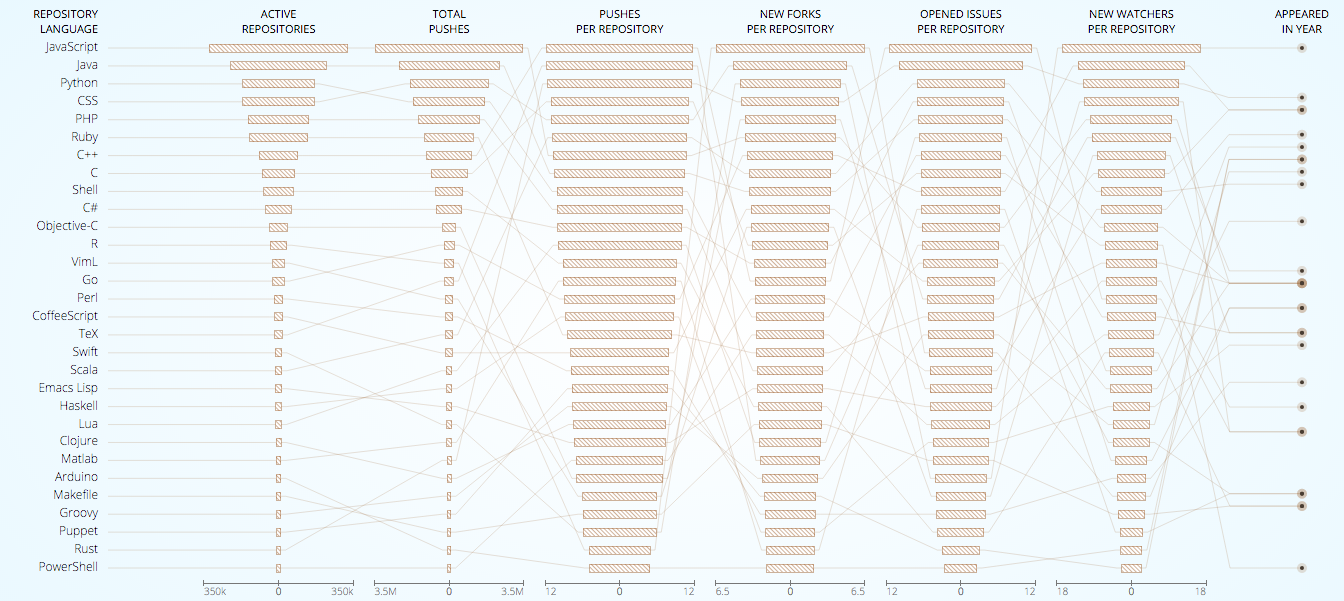 REPOSITORY LANGUAGE
ACTIVE REPOSITORIES
TOTAL PUSHES
PUSHES PER REPOSITORY
NEW FORKS PER REPOSITORY
OPENED ISSUES PER REPOSITORY
NEW WATCHERS PER REPOSITORY
APPEARED IN YEAR
JavaScript
Java
Python
CSS
PHP
Ruby
C++
C
Shell
C#
Objective-C
R
VimL
Go
Perl
CoffeeScript
TeX
Swift
Scala
Emacs Lisp
Haskell
Lua
Clojure
Matlab
Arduino
Makefile
Groovy
Puppet
Rust
PowerShell
350k 0 350k 3.5M 0 3.5M 12 0 12 6.5 0 6.5 12 0 12 18 0 18